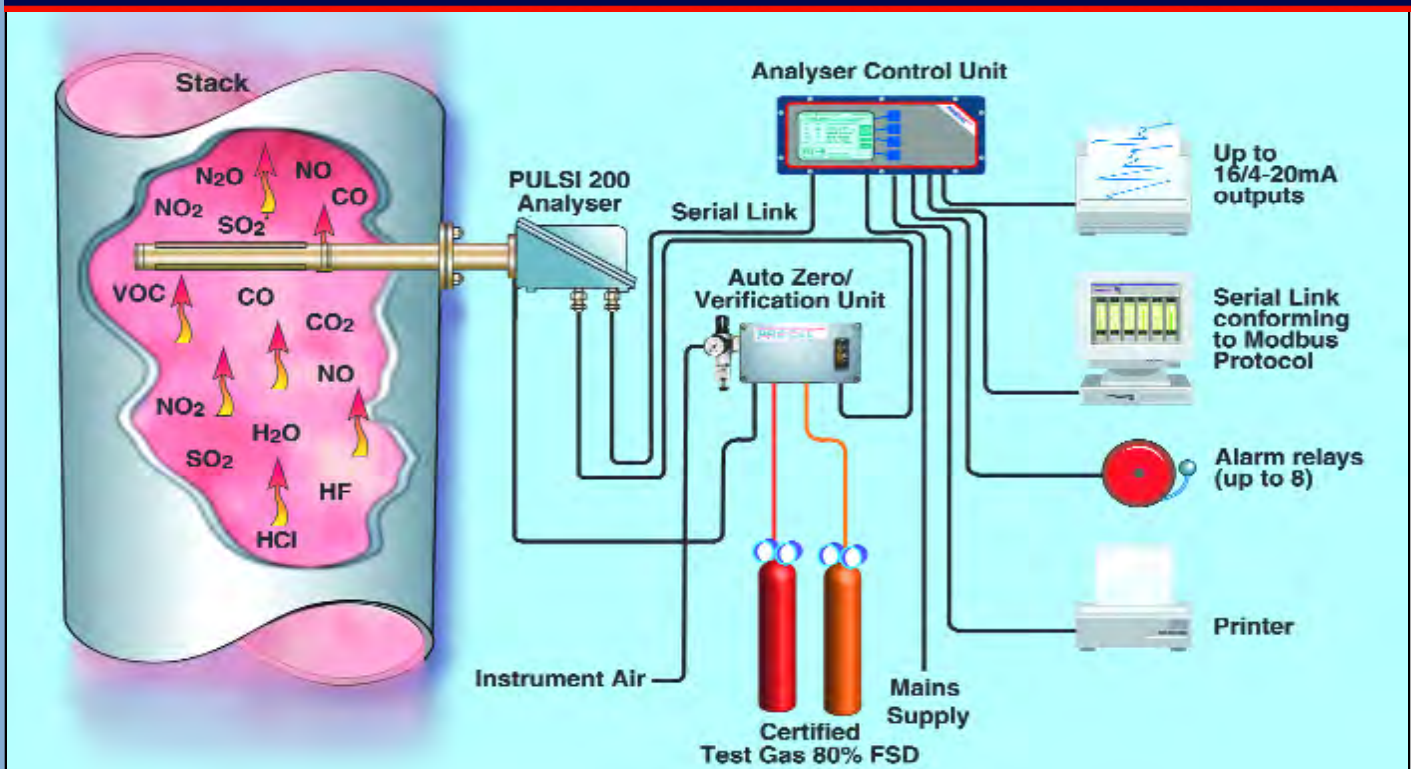 Stack
N2O
NO
NO2
CO
SO2
VOC
CO
CO2
NO
NO2
H2O
SO2
HF
HCl
PULSI 200
Analyser
Analyser Control Unit
Serial Link
Auto Zero/
Verification Unit
Up to
16/4-20mA
outputs
Serial Link
conforming
to Modbus
Protocol
Alarm relays
(up to 8)
Printer
Instrument Air
Mains
Supply
Certified
Test Gas 80% FSD